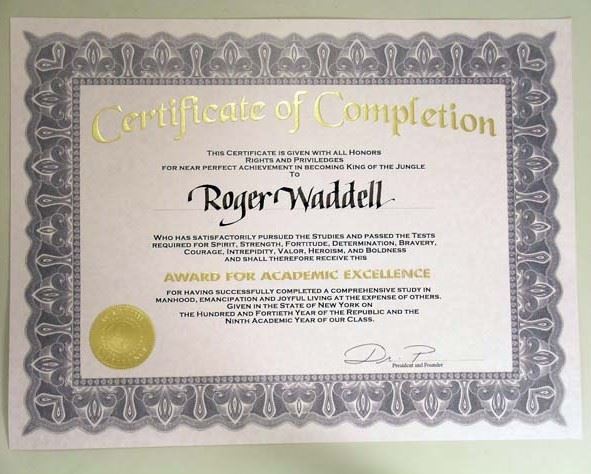 Certificate of Completion
THIS CERTIFICATE IS GIVEN WITH ALL HONORS
RIGHTS AND PRIVILEDGES
FOR NEAR PERFECT ACHIEVEMENT IN BECOMING KING OF THE JUNGLE
TO
Roger Waddell
WHO HAS SATISFACTORILY PURSUED THE STUDIES AND PASSED THE TESTS
REQUIRED FOR SPIRIT, STRENGTH, FORTITUDE, DETERMINATION, BRAVERY,
COURAGE, INTREPIDITY, VALOR, HEROISM, AND BOLDNESS
AND SHALL THEREFORE RECEIVE THIS
AWARD FOR ACADEMIC EXCELLENCE
FOR HAVING SUCCESSFULLY COMPLETED A COMPREHENSIVE STUDY IN
MANHOOD, EMANCIPATION AND JOYFUL LIVING AT THE EXPENSE OF OTHERS.
GIVEN IN THE STATE OF NEW YORK ON
THE HUNDRED AND FORTIETH YEAR OF THE REPUBLIC AND THE
NINTH ACADEMIC YEAR OF OUR CLASS.
Dr. P
President and Founder